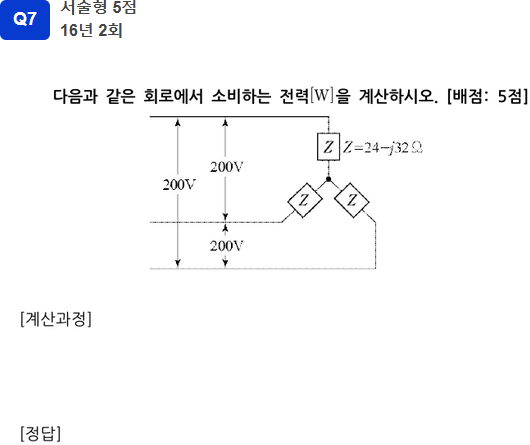 Q7
서술형 5점
16년 2회
다음과 같은 회로에서 소비하는 전력[W]을 계산하시오. [배점: 5점]
Z Z=24-j32Ω
200V
200V
Z Z
200V
[계산과정]
[정답]